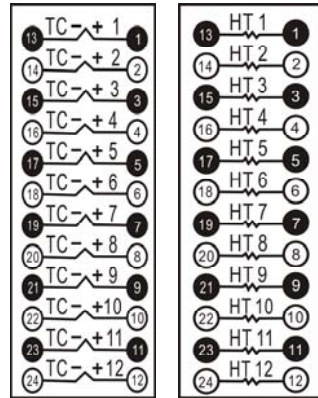 TC - + 1
13 1
TC - + 2
14 2
TC - + 3
15 3
TC - + 4
16 4
TC - + 5
17 5
TC - + 6
18 6
TC - + 7
19 7
TC - + 8
20 8
TC - + 9
21 9
TC - +10
22 10
TC - +11
23 11
TC - +12
24 12
HT 1
13 1
HT 2
14 2
HT 3
15 3
HT 4
16 4
HT 5
17 5
HT 6
18 6
HT 7
19 7
HT 8
20 8
HT 9
21 9
HT 10
22 10
HT 11
23 11
HT 12
24 12